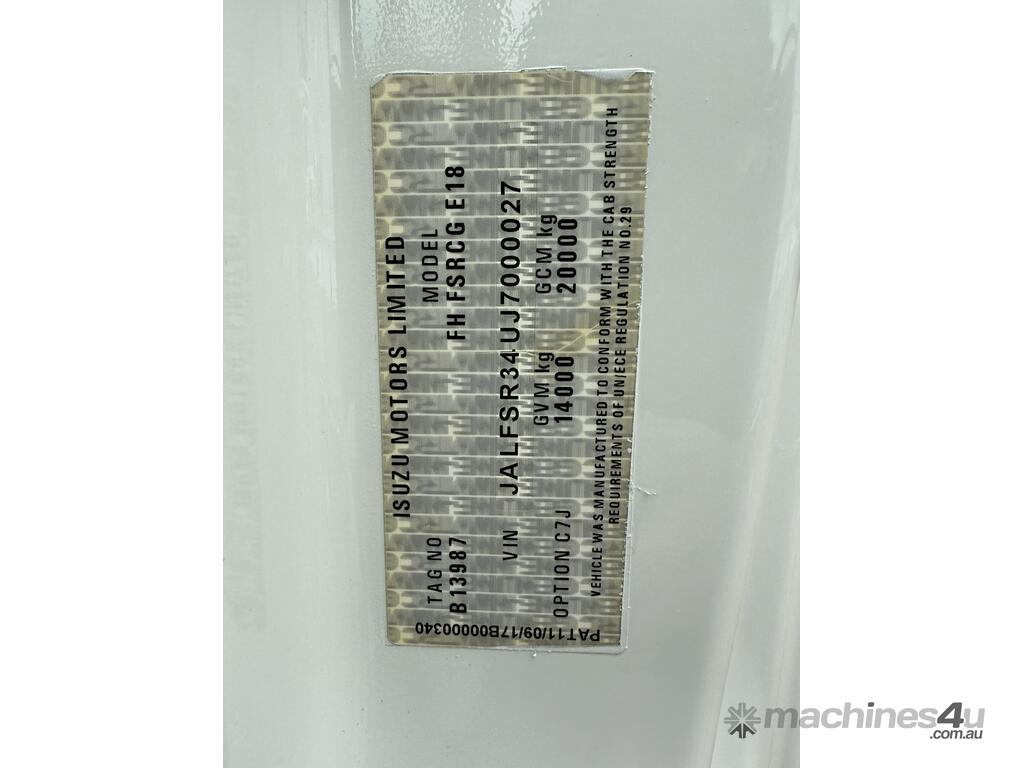 ISUZU MOTORS LIMITED
TAG NO MODEL
B13987 FH FSRCG E18
VIN JALFSR34UJ7000027
GVM kg GCM kg
OPTION C7J 14000 20000
VEHICLE WAS MANUFACTURED TO CONFORM WITH THE CAB STRENGTH
REQUIREMENTS OF UN/ECE REGULATION NO.29
PAT11/09/17B000000340
machines4u
.com.au